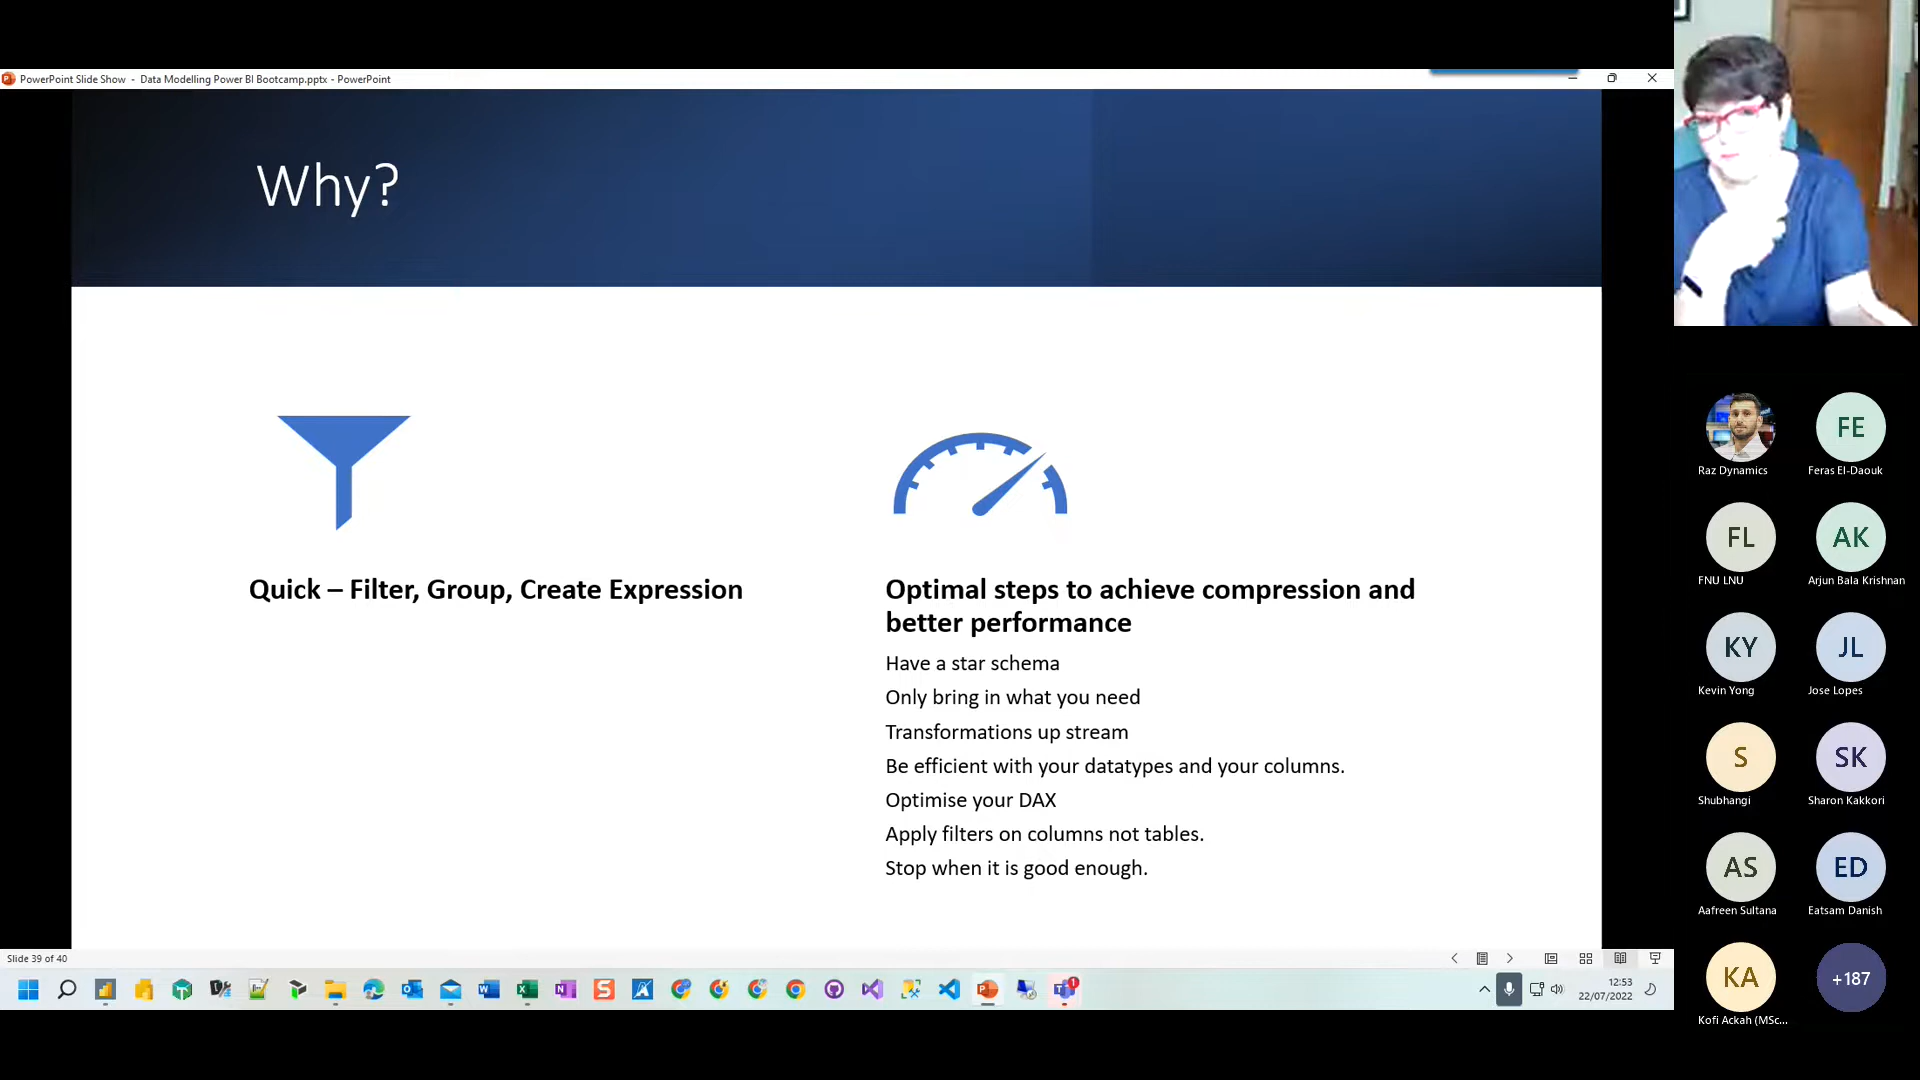 PowerPoint Slide Show - Data Modelling Power BI Bootcamp.pptx - PowerPoint
Why?
Quick – Filter, Group, Create Expression
Optimal steps to achieve compression and
better performance
Have a star schema
Only bring in what you need
Transformations up stream
Be efficient with your datatypes and your columns.
Optimise your DAX
Apply filters on columns not tables.
Stop when it is good enough.
Slide 39 of 40
12:53
22/07/2022
Raz Dynamics
FE
Feras El-Daouk
FL
FNU LNU
AK
Arjun Bala Krishnan
KY
Kevin Yong
JL
Jose Lopes
S
Shubhangi
SK
Sharon Kakkori
AS
Aafreen Sultana
ED
Eatsam Danish
KA
Kofi Ackah (MSc...
+187